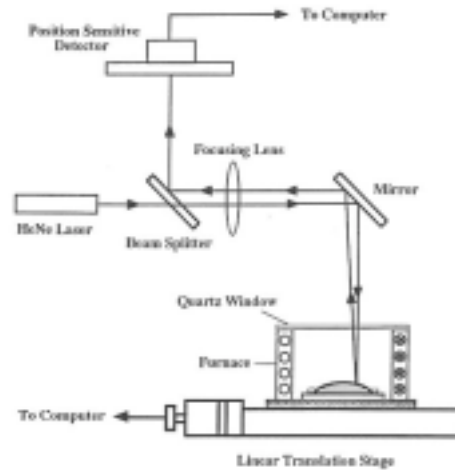 To Computer
Position Sensitive
Detector
Focusing Lens
Mirror
HeNe Laser
Beam Splitter
Quartz Window
Furnace
To Computer
Linear Translation Stage